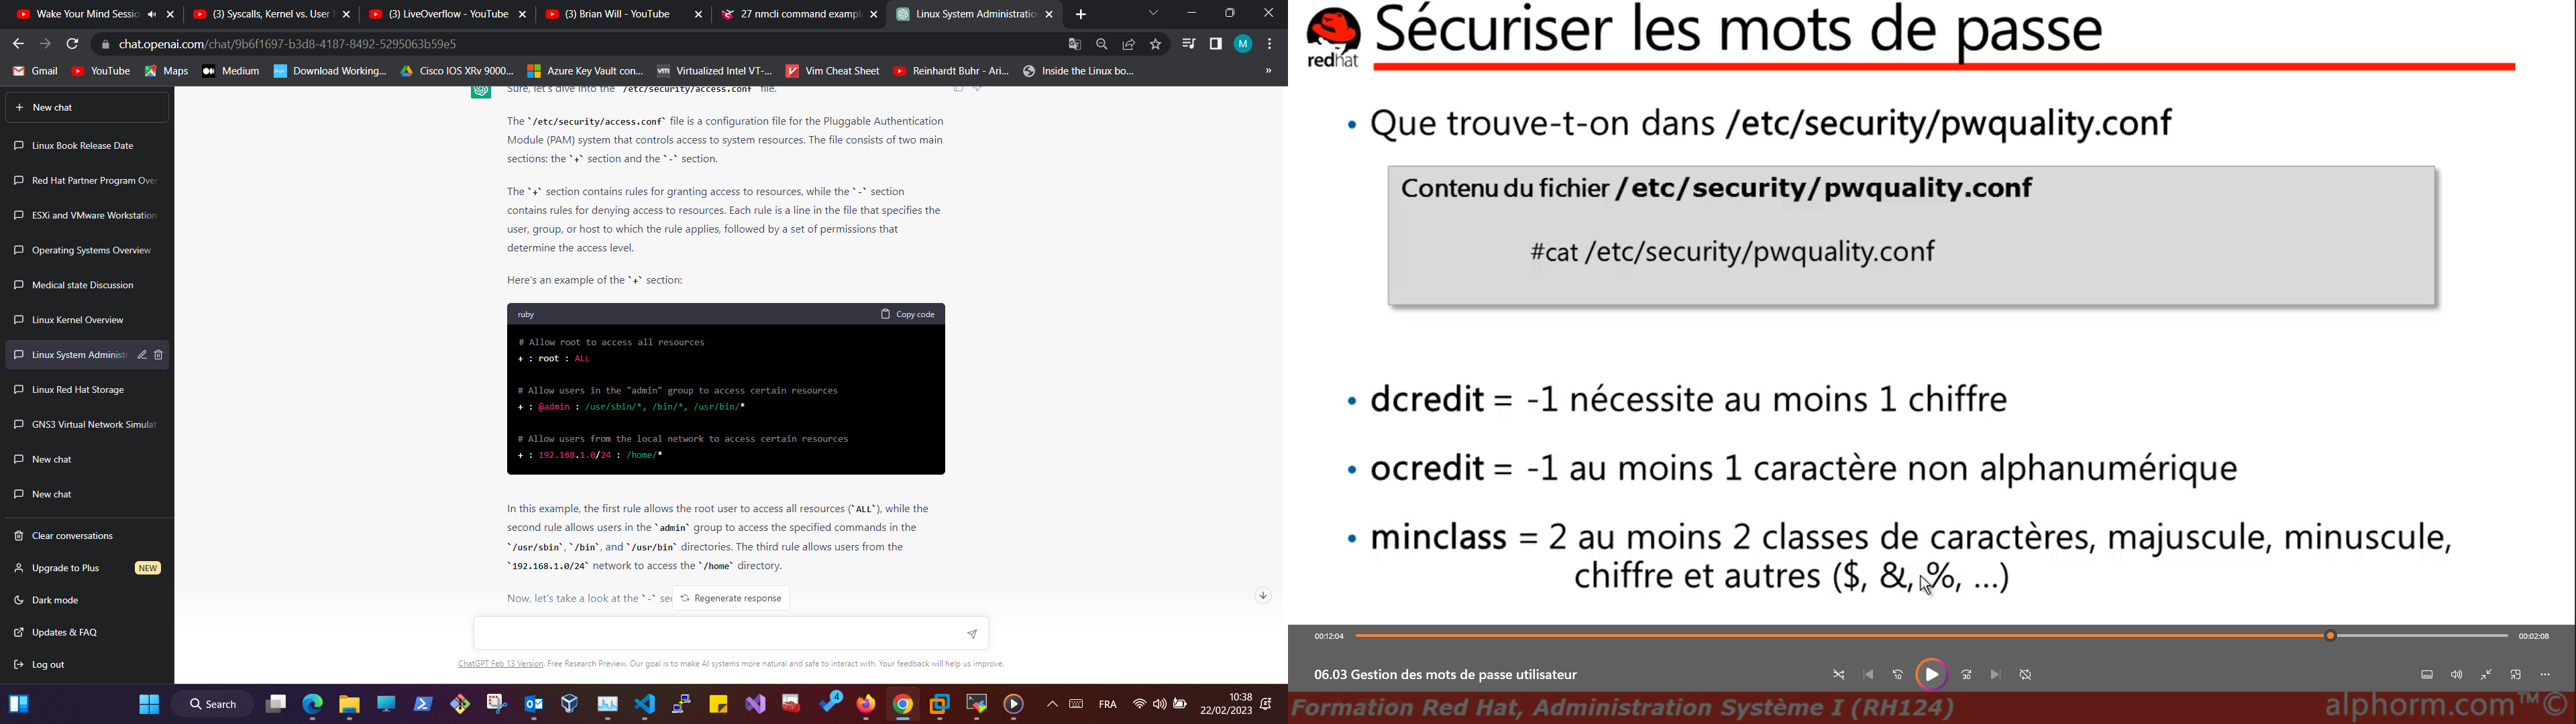 Wake Your Mind Sessio
(3) Syscalls, Kernel vs. User
(3) LiveOverflow - YouTube
(3) Brian Will - YouTube
27 nmcli command exampl
Linux System Administratio
chat.openai.com/chat/9b6f1697-b3d8-4187-8492-5295063b59e5
M
Gmail
YouTube
Maps
Medium
Download Working...
Cisco IOS XRv 9000...
Azure Key Vault con...
Virtualized Intel VT-...
Vim Cheat Sheet
Reinhardt Buhr - Ari...
Inside the Linux bo...
»
+ New chat
Linux Book Release Date
Red Hat Partner Program Over
ESXi and VMware Workstation
Operating Systems Overview
Medical state Discussion
Linux Kernel Overview
Linux System Administr
Linux Red Hat Storage
GNS3 Virtual Network Simulat
New chat
New chat
Clear conversations
Upgrade to Plus NEW
Dark mode
Updates & FAQ
Log out
Sure, let's dive into the `/etc/security/access.conf` file.
The `/etc/security/access.conf` file is a configuration file for the Pluggable Authentication
Module (PAM) system that controls access to system resources. The file consists of two main
sections: the `+` section and the `-` section.
The `+` section contains rules for granting access to resources, while the `-` section
contains rules for denying access to resources. Each rule is a line in the file that specifies the
user, group, or host to which the rule applies, followed by a set of permissions that
determine the access level.
Here's an example of the `+` section:
ruby Copy code
# Allow root to access all resources
+ : root : ALL
# Allow users in the "admin" group to access certain resources
+ : @admin : /usr/sbin/*, /bin/*, /usr/bin/*
# Allow users from the local network to access certain resources
+ : 192.168.1.0/24 : /home/*
In this example, the first rule allows the root user to access all resources (`ALL`), while the
second rule allows users in the `admin` group to access the specified commands in the
`/usr/sbin`, `/bin`, and `/usr/bin` directories. The third rule allows users from the
`192.168.1.0/24` network to access the `/home` directory.
Now, let's take a look at the `-` sec
Regenerate response
ChatGPT Feb 13 Version. Free Research Preview. Our goal is to make AI systems more natural and safe to interact with. Your feedback will help us improve.
Search
4
FRA
10:38
22/02/2023
redhat
Sécuriser les mots de passe
• Que trouve-t-on dans /etc/security/pwquality.conf
Contenu du fichier /etc/security/pwquality.conf
#cat /etc/security/pwquality.conf
• dcredit = -1 nécessite au moins 1 chiffre
• ocredit = -1 au moins 1 caractère non alphanumérique
• minclass = 2 au moins 2 classes de caractères, majuscule, minuscule,
chiffre et autres ($, &, %, ...)
00:12:04
00:02:08
06.03 Gestion des mots de passe utilisateur
10
30
Formation Red Hat, Administration Système I (RH124)
alphorm.com™©